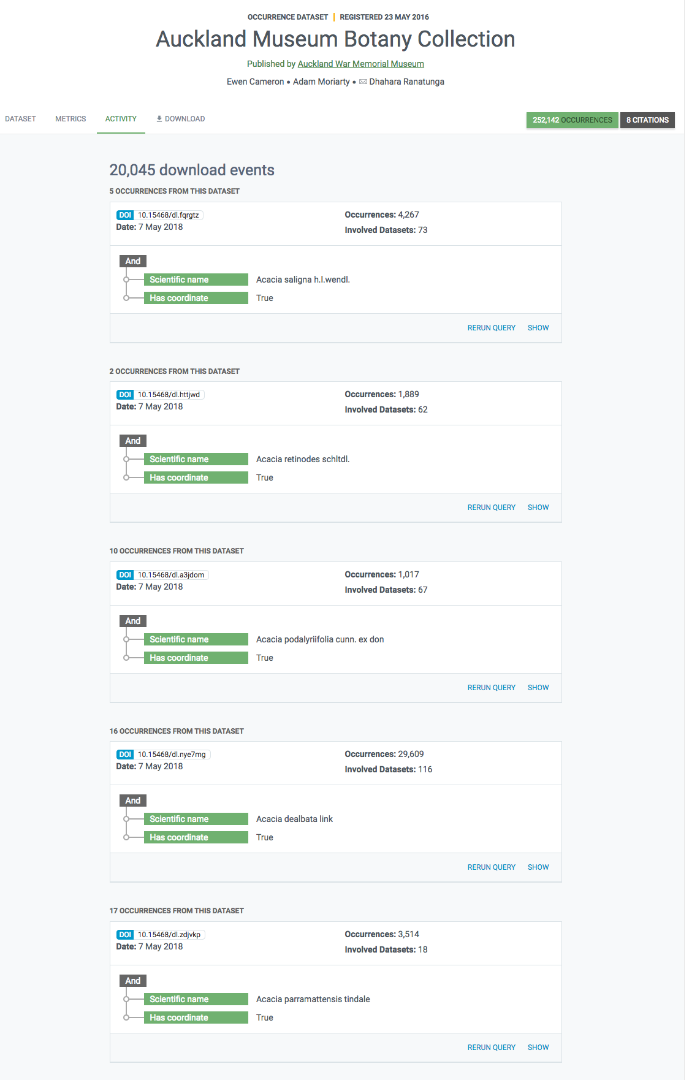 OCCURRENCE DATASET | REGISTERED 23 MAY 2016
Auckland Museum Botany Collection
Published by Auckland War Memorial Museum
Ewen Cameron • Adam Moriarty • Dhahara Ranatunga
DATASET METRICS ACTIVITY DOWNLOAD 252,142 OCCURRENCES 8 CITATIONS
20,045 download events
5 OCCURRENCES FROM THIS DATASET
DOI 10.15468/dl.fqrgtz Occurrences: 4,267
Date: 7 May 2018 Involved Datasets: 73
And
Scientific name Acacia saligna h.l.wendl.
Has coordinate True
RERUN QUERY SHOW
2 OCCURRENCES FROM THIS DATASET
DOI 10.15468/dl.httjwd Occurrences: 1,889
Date: 7 May 2018 Involved Datasets: 62
And
Scientific name Acacia retinodes schltdl.
Has coordinate True
RERUN QUERY SHOW
10 OCCURRENCES FROM THIS DATASET
DOI 10.15468/dl.a3jdom Occurrences: 1,017
Date: 7 May 2018 Involved Datasets: 67
And
Scientific name Acacia podalyriifolia cunn. ex don
Has coordinate True
RERUN QUERY SHOW
16 OCCURRENCES FROM THIS DATASET
DOI 10.15468/dl.nye7mg Occurrences: 29,609
Date: 7 May 2018 Involved Datasets: 116
And
Scientific name Acacia dealbata link
Has coordinate True
RERUN QUERY SHOW
17 OCCURRENCES FROM THIS DATASET
DOI 10.15468/dl.zdjvkp Occurrences: 3,514
Date: 7 May 2018 Involved Datasets: 18
And
Scientific name Acacia parramattensis tindale
Has coordinate True
RERUN QUERY SHOW